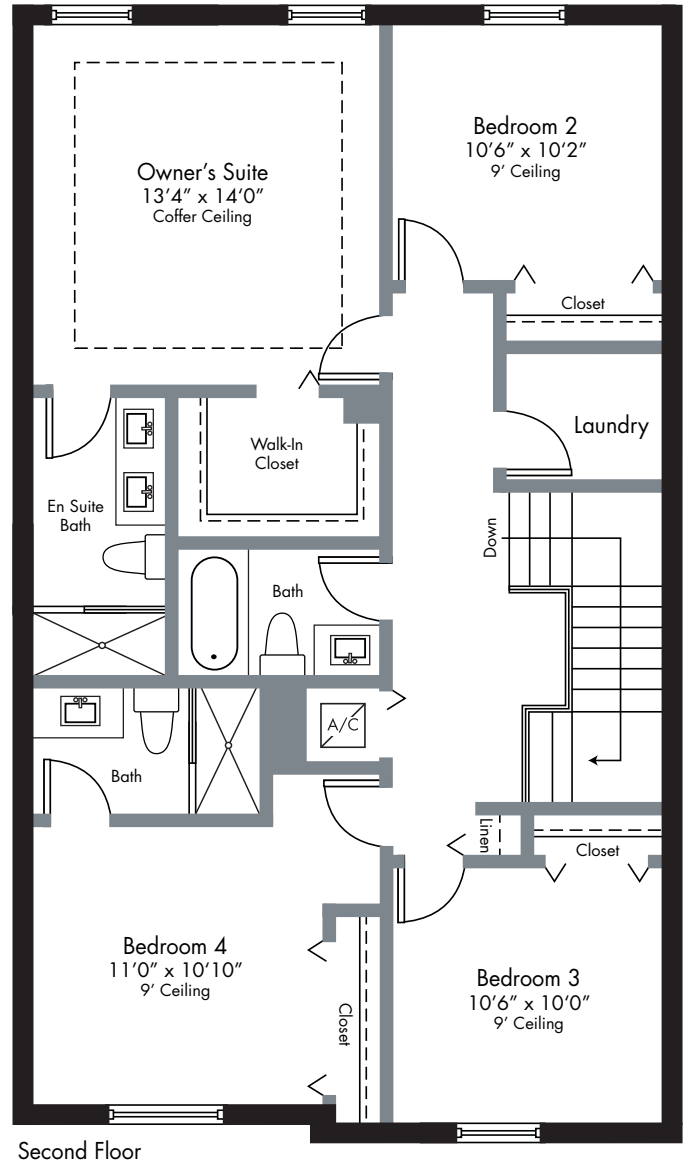 Bedroom 2
10’6” x 10‘2”
9’ Ceiling
Owner’s Suite
13’4” x 14‘0”
Coffer Ceiling
Closet
Laundry
Walk-In
Closet
En Suite
Bath
Down
Bath
A/C
Bath
Linen
Closet
Bedroom 4
11‘0” x 10‘10”
9’ Ceiling
Closet
Bedroom 3
10‘6” x 10‘0”
9’ Ceiling
Second Floor